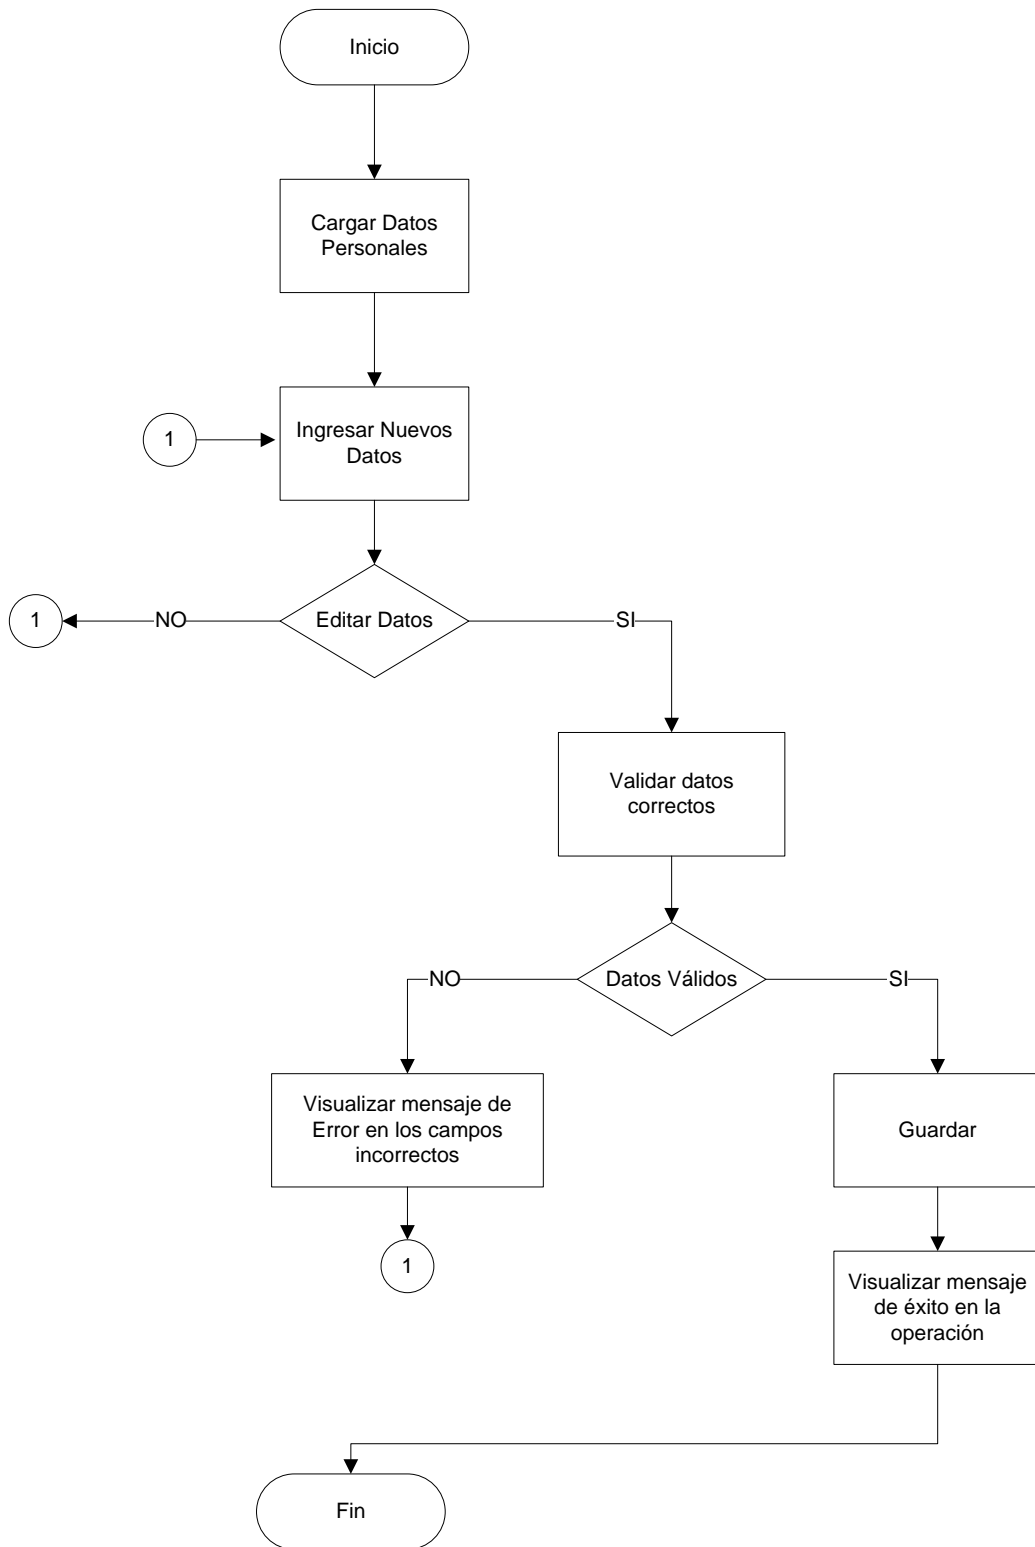 Inicio
Cargar Datos
Personales
1
Ingresar Nuevos
Datos
1
NO
Editar Datos
SI
Validar datos
correctos
NO
Datos Válidos
SI
Visualizar mensaje de
Error en los campos
incorrectos
Guardar
1
Visualizar mensaje
de éxito en la
operación
Fin